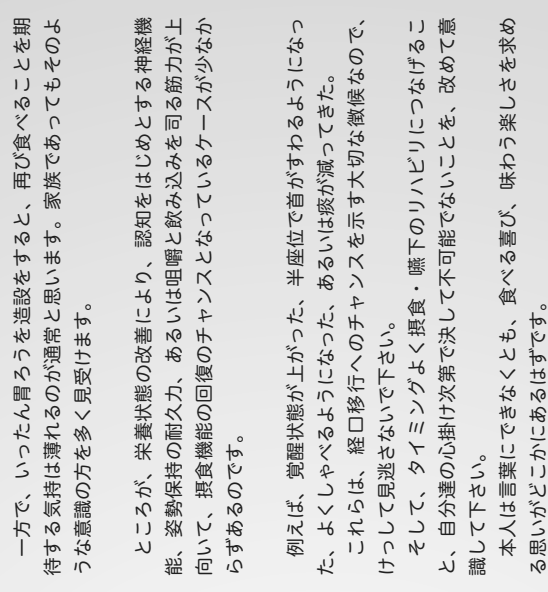 一方で、いったん胃ろうを造設をすると、再び食べることを期
待する気持は薄れるのが通常と思います。家族であってもそのよ
うな意識の方を多く見受けます。
ところが、栄養状態の改善により、認知をはじめとする神経機
能、姿勢保持の耐久力、あるいは咀嚼と飲み込みを司る筋力が上
向いて、摂食機能の回復のチャンスとなっているケースが少なか
らずあるのです。
例えば、覚醒状態が上がった、半座位で首がすわるようになっ
た、よくしゃべるようになった、あるいは痰が減ってきた。
これらは、経口移行へのチャンスを示す大切な徴候なので、
けっして見逃さないで下さい。
そして、タイミングよく摂食・嚥下のリハビリにつなげるこ
と、自分達の心掛け次第で決して不可能でないことを、改めて意
識して下さい。
本人は言葉にできなくとも、食べる喜び、味わう楽しさを求め
る思いがどこかにあるはずです。